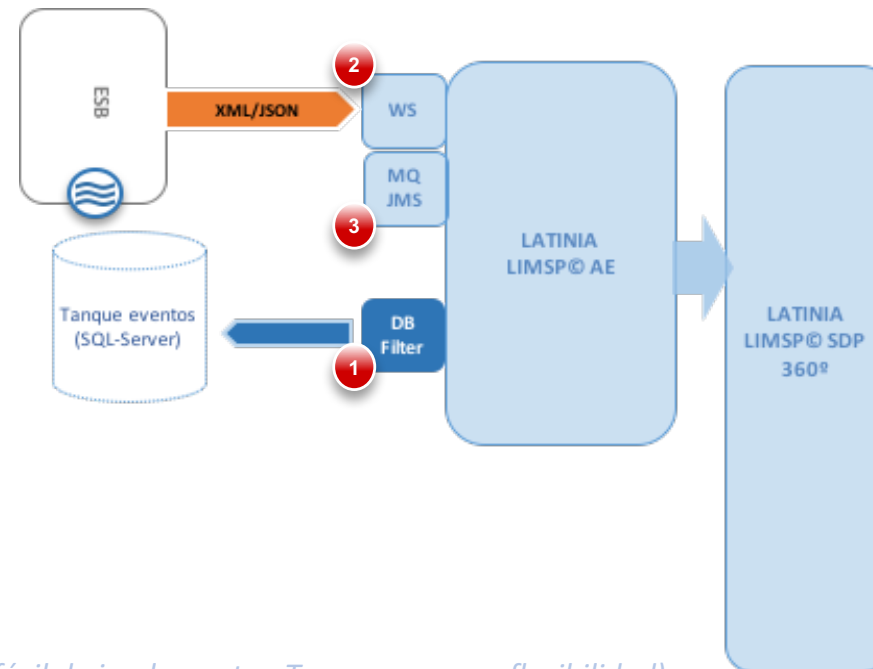 2
ESB
XML/JSON
WS
MQ
JMS
3
LATINIA
LIMSP© AE
Tanque eventos
(SQL-Server)
DB
Filter
1
LATINIA
LIMSP© SDP
360º
flexibilidad)